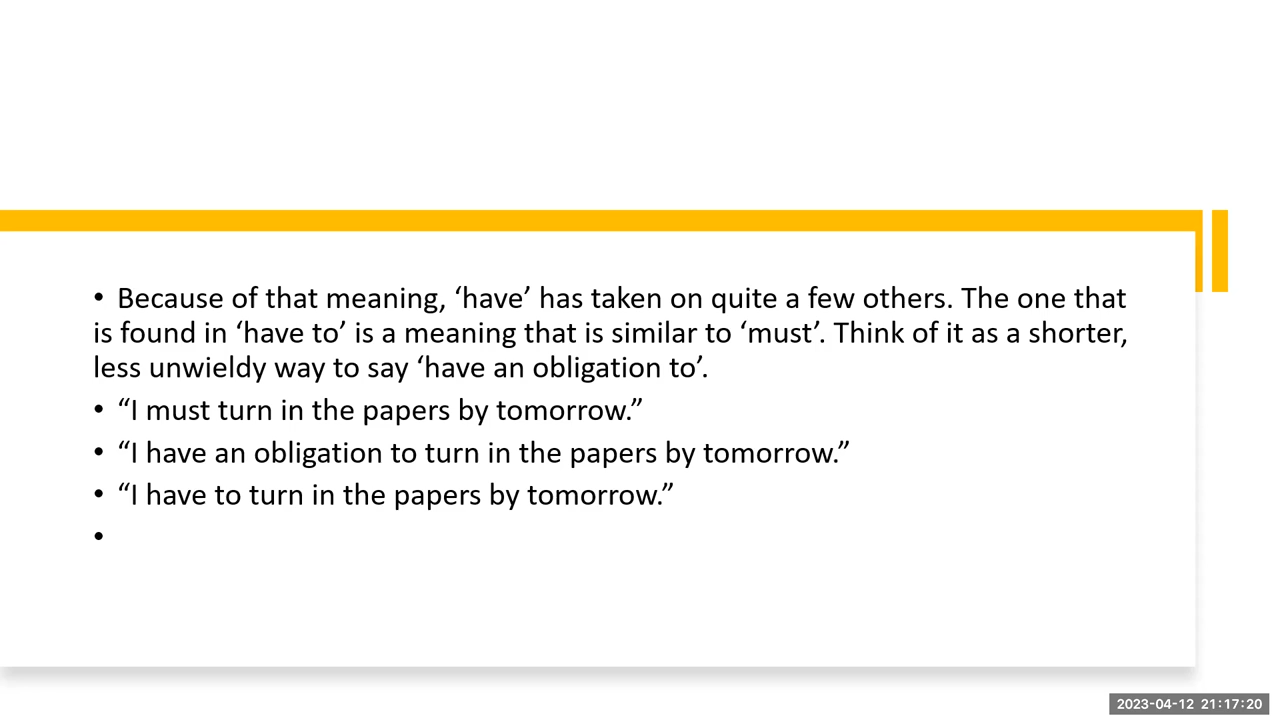 • Because of that meaning, ‘have’ has taken on quite a few others. The one that
is found in ‘have to’ is a meaning that is similar to ‘must’. Think of it as a shorter,
less unwieldy way to say ‘have an obligation to’.
• “I must turn in the papers by tomorrow.”
• “I have an obligation to turn in the papers by tomorrow.”
• “I have to turn in the papers by tomorrow.”
•
2023-04-12 21:17:20